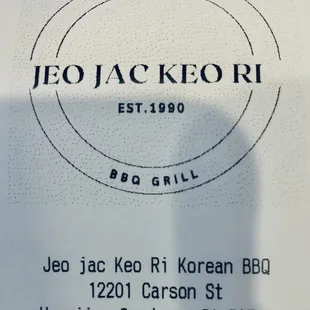 JEO JAC KEO RI
EST.1990
BBQ GRILL
Jeo jac Keo Ri Korean BBQ
12201 Carson St